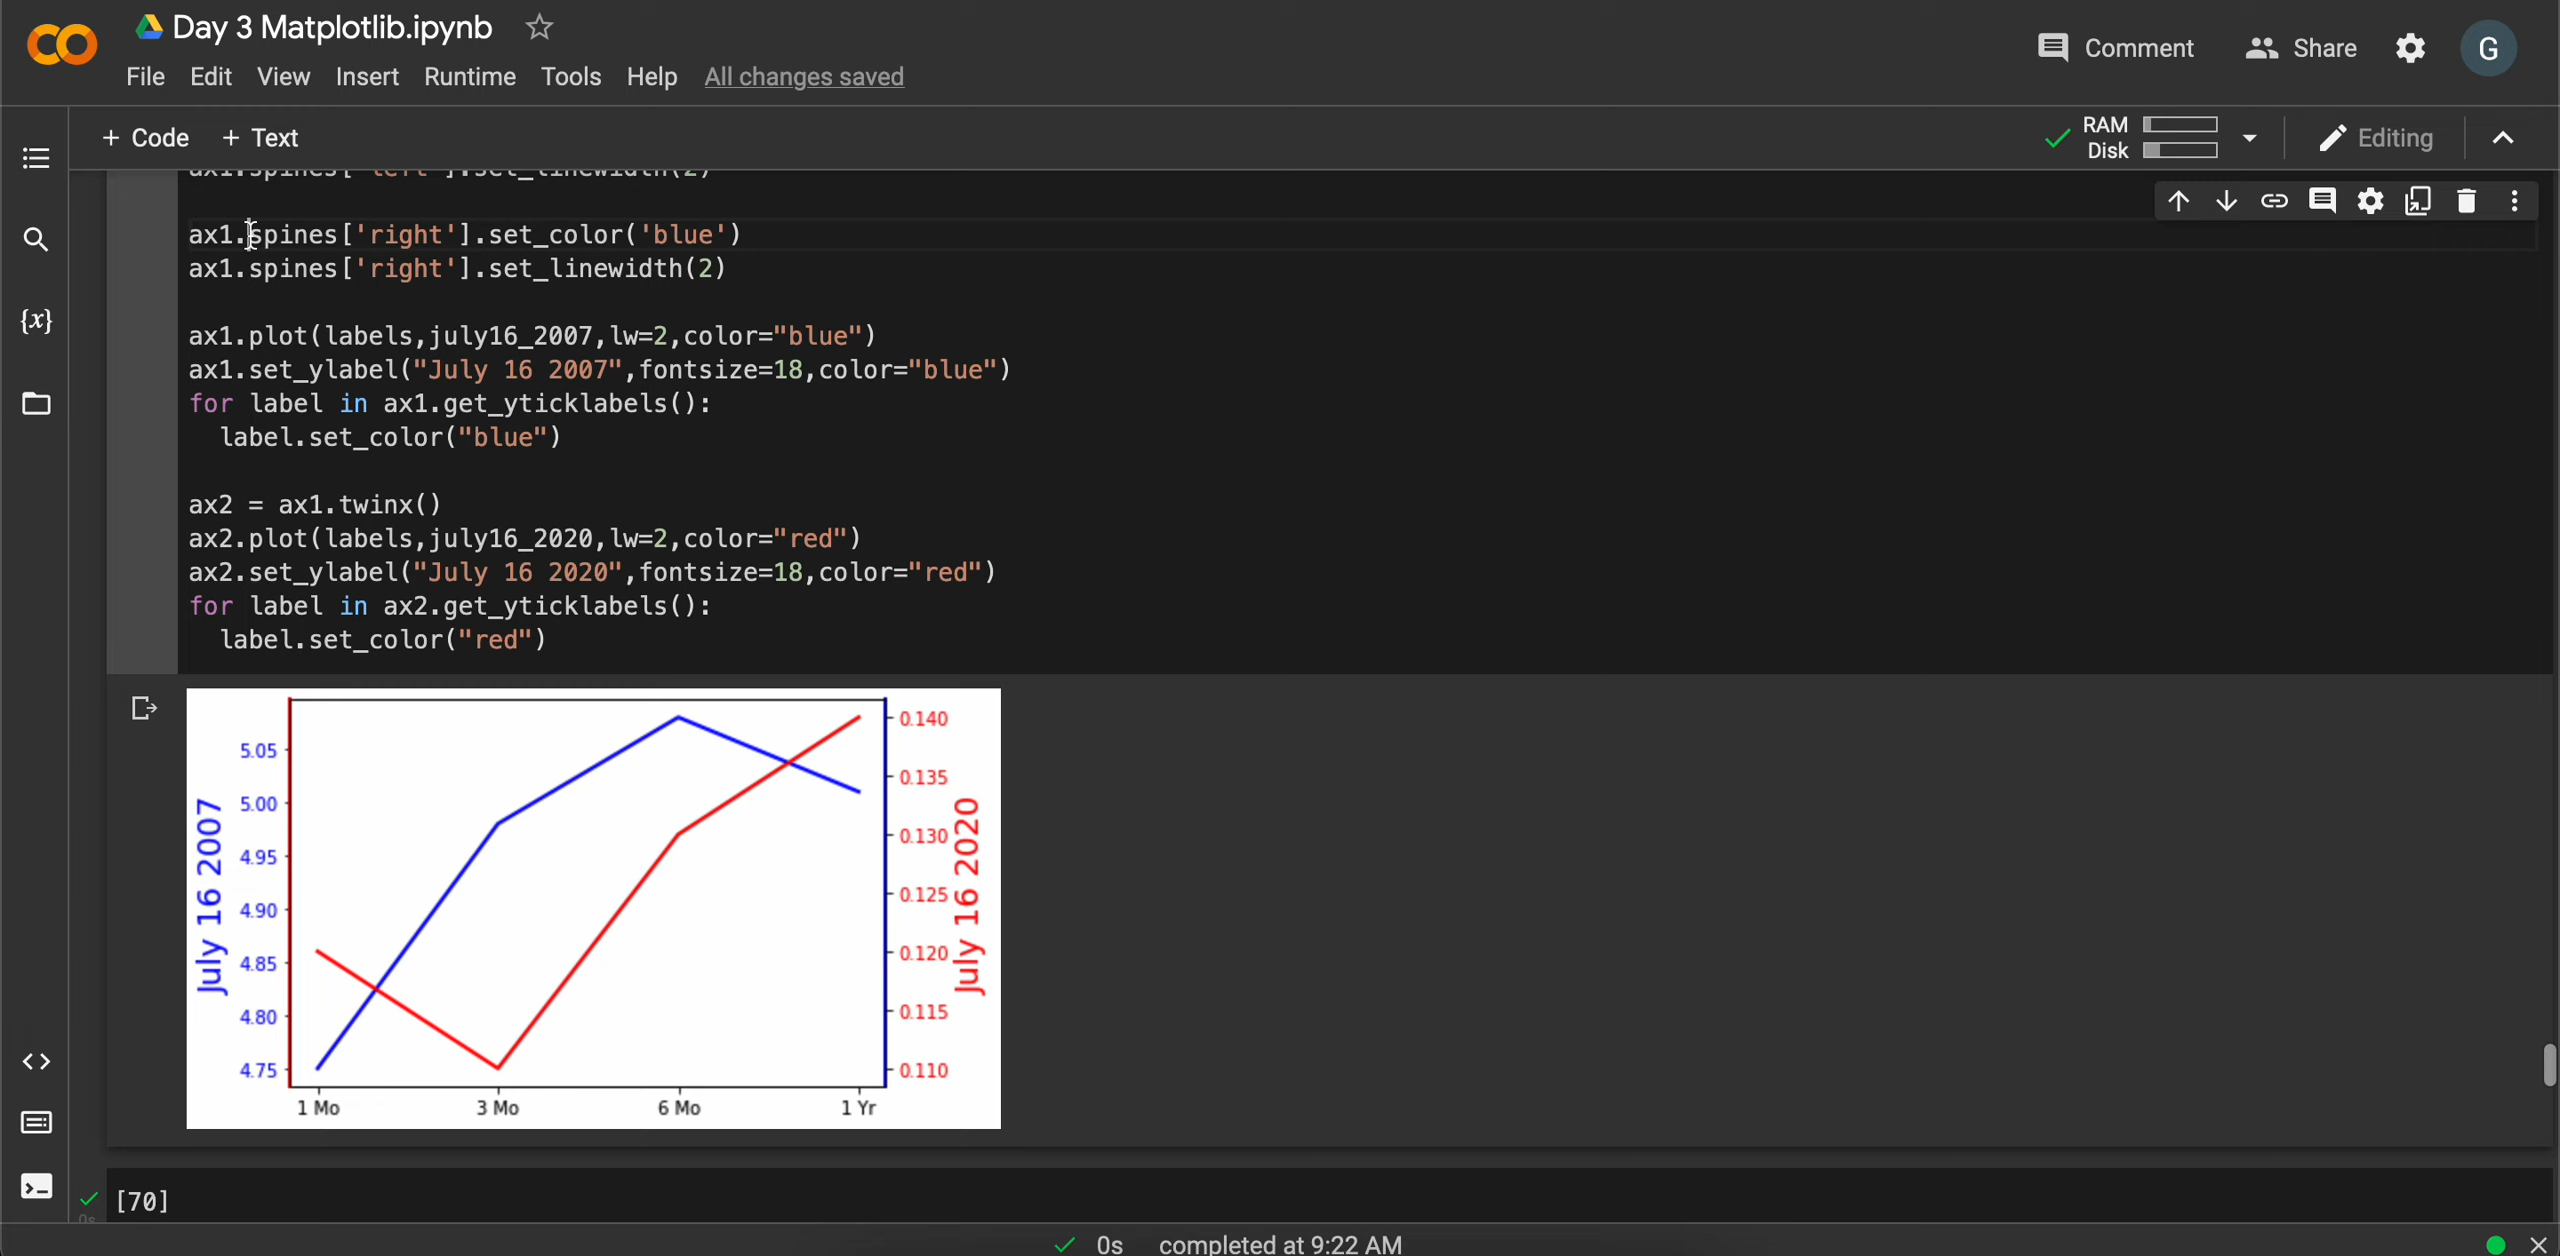 Day 3 Matplotlib.ipynb
Comment
Share
G
File Edit View Insert Runtime Tools Help All changes saved
+ Code + Text
RAM
Disk
Editing
ax1.spines['left'].set_linewidth(2)
ax1.spines['right'].set_color('blue')
ax1.spines['right'].set_linewidth(2)
ax1.plot(labels,july16_2007,lw=2,color="blue")
ax1.set_ylabel("July 16 2007",fontsize=18,color="blue")
for label in ax1.get_yticklabels():
label.set_color("blue")
ax2 = ax1.twinx()
ax2.plot(labels,july16_2020,lw=2,color="red")
ax2.set_ylabel("July 16 2020",fontsize=18,color="red")
for label in ax2.get_yticklabels():
label.set_color("red")
July 16 2007
5.05
5.00
4.95
4.90
4.85
4.80
4.75
1 Mo
3 Mo
6 Mo
1 Yr
0.140
0.135
0.130
0.125
0.120
0.115
0.110
July 16 2020
{x}
[70]
0s
0s completed at 9:22 AM